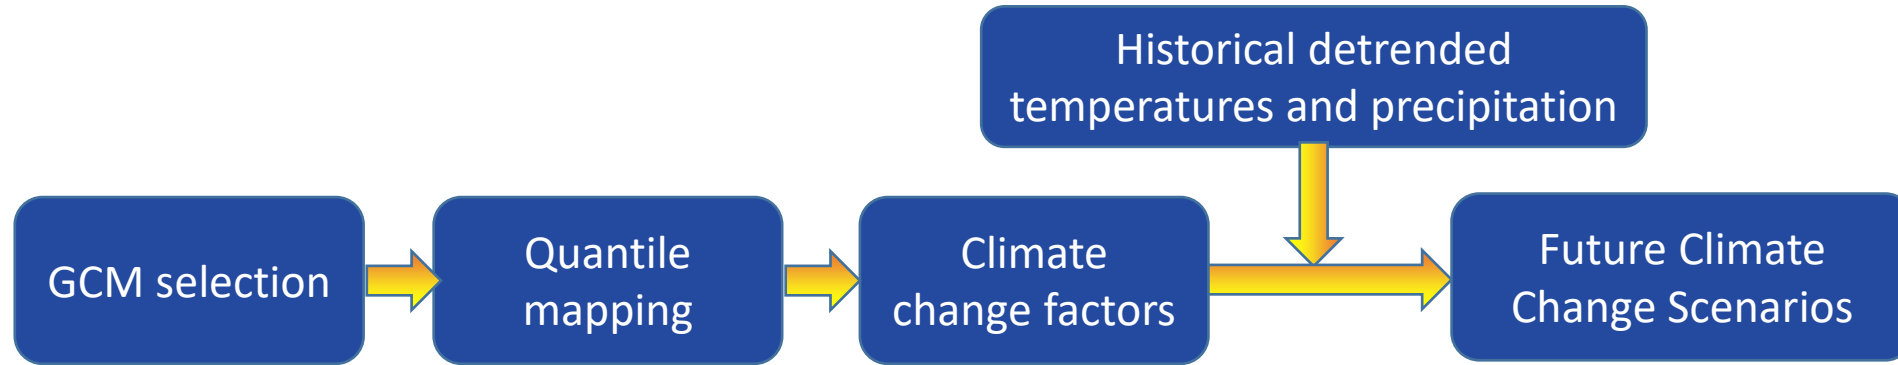 Historical detrended
temperatures and precipitation
GCM selection
Quantile
mapping
Climate
change factors
Future Climate
Change Scenarios